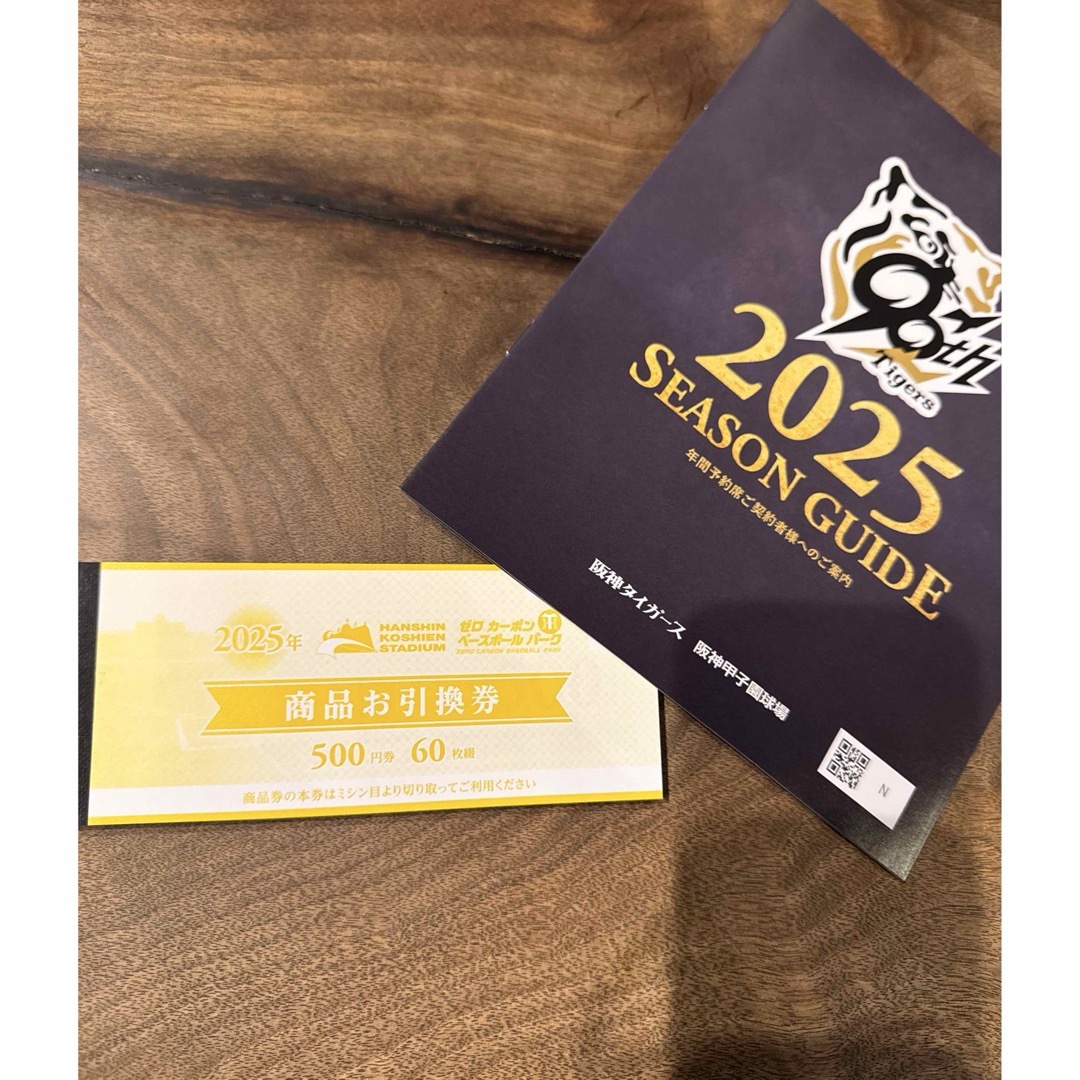 90th
Tigers
2025
SEASON GUIDE
年間予約席ご契約者様へのご案内
阪神タイガース 阪神甲子園球場
N
2025年
HANSHIN
KOSHIEN
STADIUM
ゼロ カーボン
ベースボール パーク
ZERO CARBON BASEBALL PARK
商品お引換券
500円券 60枚綴
商品券の本券はミシン目より切り取ってご利用ください